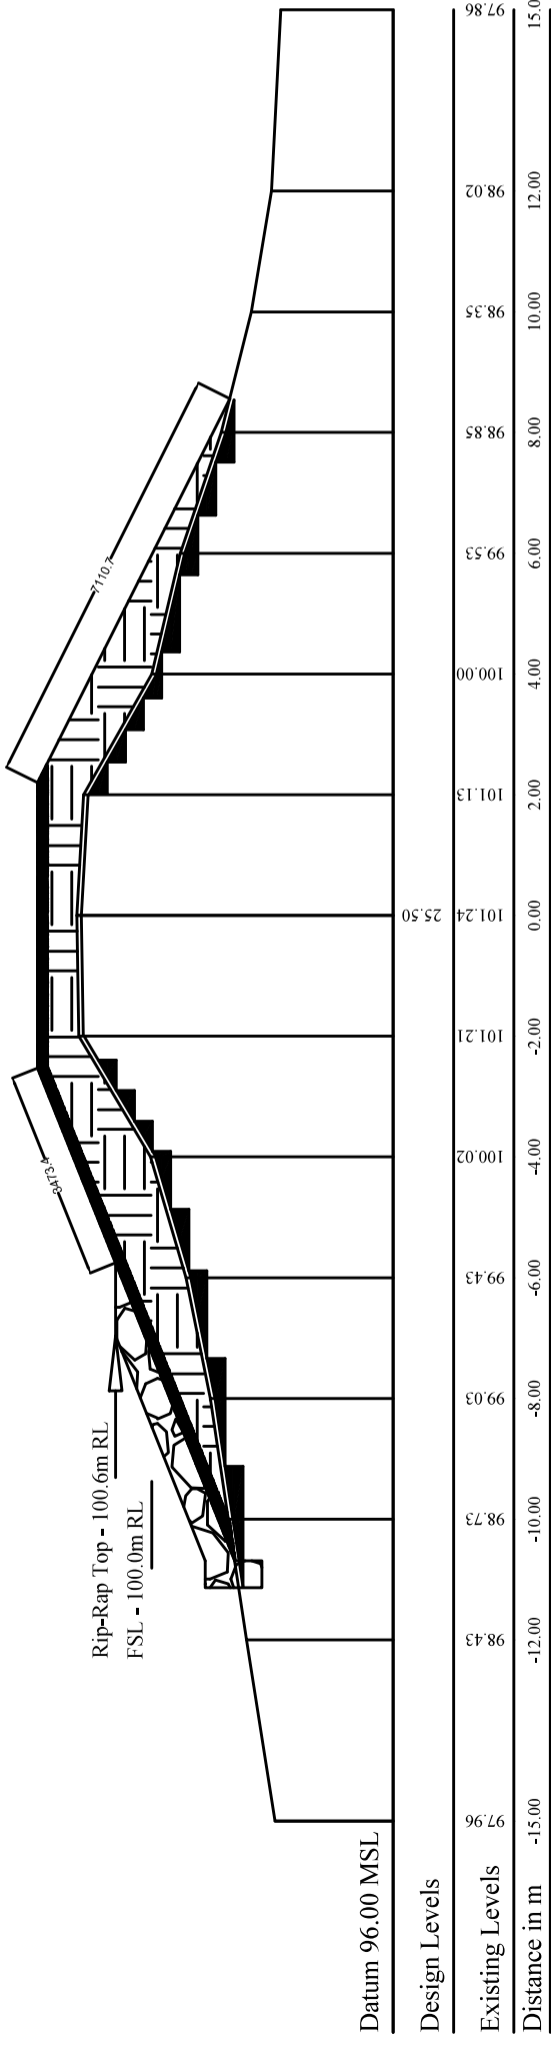 7110.7
3473.4
Rip-Rap Top - 100.6m RL
FSL - 100.0m RL
Datum 96.00 MSL
Design Levels 25.50
Existing Levels 97.96 98.43 98.73 99.03 99.43 100.02 101.21 101.24 101.13 100.00 99.53 98.85 98.35 98.02 97.86
Distance in m -15.00 -12.00 -10.00 -8.00 -6.00 -4.00 -2.00 0.00 2.00 4.00 6.00 8.00 10.00 12.00 15.0